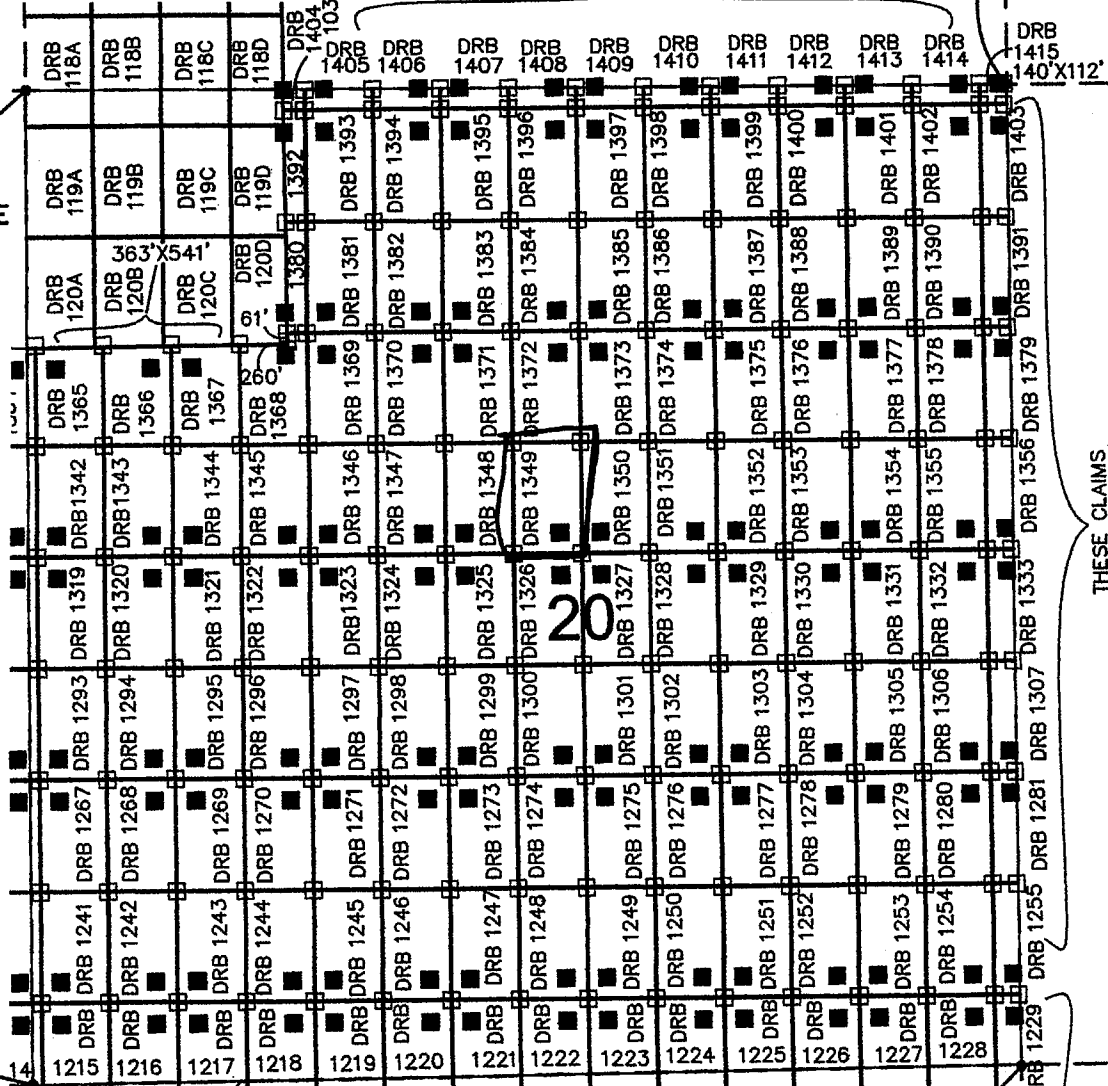 DRB 118A
DRB 118B
DRB 118C
DRB 118D
DRB 1404
103
DRB 1405
DRB 1406
DRB 1407
DRB 1408
DRB 1409
DRB 1410
DRB 1411
DRB 1412
DRB 1413
DRB 1414
DRB 1415
140'X112'
DRB 119A
DRB 119B
DRB 119C
DRB 119D
1392
DRB 1393
DRB 1394
DRB 1395
DRB 1396
DRB 1397
DRB 1398
DRB 1399
DRB 1400
DRB 1401
DRB 1402
DRB 1403
363'X541'
DRB 120A
DRB 120B
DRB 120C
DRB 120D
1380
DRB 1381
DRB 1382
DRB 1383
DRB 1384
DRB 1385
DRB 1386
DRB 1387
DRB 1388
DRB 1389
DRB 1390
DRB 1391
61'
260'
DRB 1365
DRB 1366
DRB 1367
DRB 1368
DRB 1369
DRB 1370
DRB 1371
DRB 1372
DRB 1373
DRB 1374
DRB 1375
DRB 1376
DRB 1377
DRB 1378
DRB 1379
DRB 1342
DRB 1343
DRB 1344
DRB 1345
DRB 1346
DRB 1347
DRB 1348
DRB 1349
DRB 1350
DRB 1351
DRB 1352
DRB 1353
DRB 1354
DRB 1355
DRB 1356
THESE CLAIMS
DRB 1319
DRB 1320
DRB 1321
DRB 1322
DRB 1323
DRB 1324
DRB 1325
DRB 1326
20
DRB 1327
DRB 1328
DRB 1329
DRB 1330
DRB 1331
DRB 1332
DRB 1333
DRB 1293
DRB 1294
DRB 1295
DRB 1296
DRB 1297
DRB 1298
DRB 1299
DRB 1300
DRB 1301
DRB 1302
DRB 1303
DRB 1304
DRB 1305
DRB 1306
DRB 1307
DRB 1267
DRB 1268
DRB 1269
DRB 1270
DRB 1271
DRB 1272
DRB 1273
DRB 1274
DRB 1275
DRB 1276
DRB 1277
DRB 1278
DRB 1279
DRB 1280
DRB 1281
DRB 1241
DRB 1242
DRB 1243
DRB 1244
DRB 1245
DRB 1246
DRB 1247
DRB 1248
DRB 1249
DRB 1250
DRB 1251
DRB 1252
DRB 1253
DRB 1254
DRB 1255
14
DRB 1215
DRB 1216
DRB 1217
DRB 1218
DRB 1219
DRB 1220
DRB 1221
DRB 1222
DRB 1223
DRB 1224
DRB 1225
DRB 1226
DRB 1227
DRB 1228
RB 1229